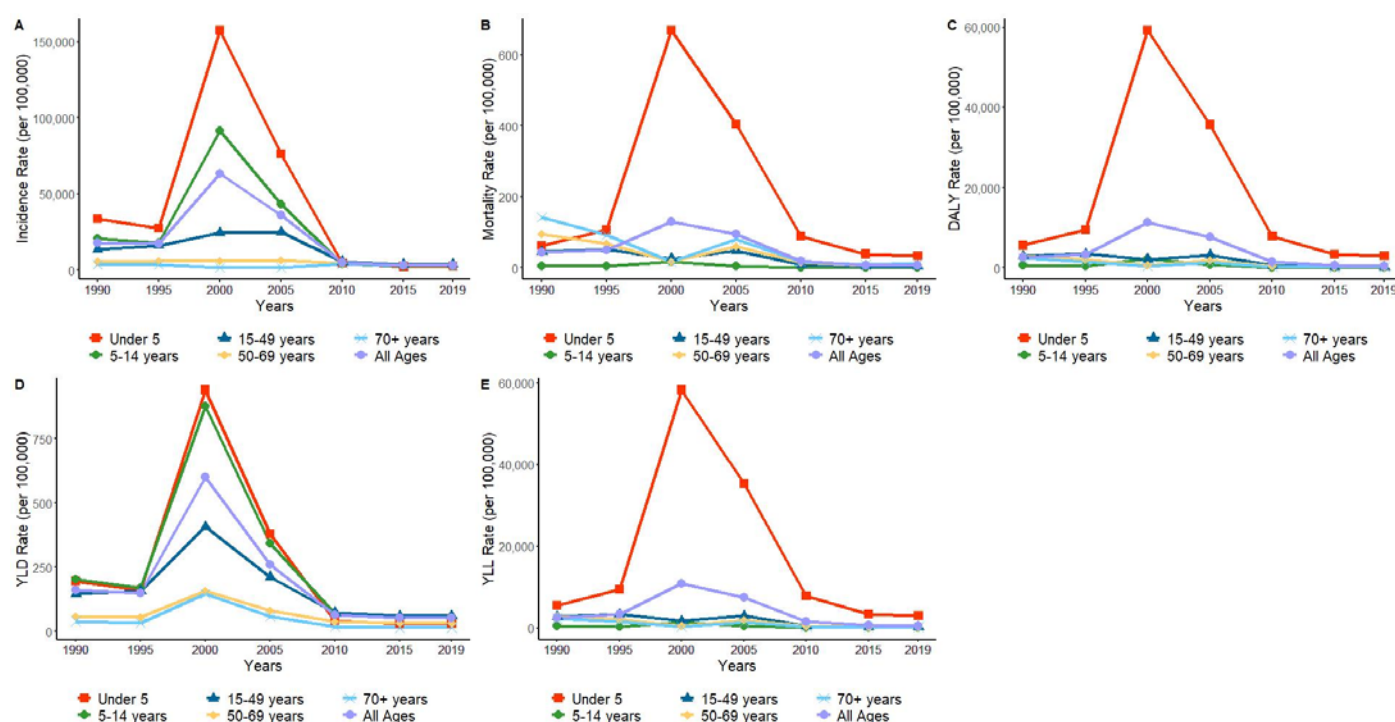 A
Incidence Rate (per 100,000)
150,000
100,000
50,000
0
1990 1995 2000 2005 2010 2015 2019
Years
Under 5 15-49 years 70+ years
5-14 years 50-69 years All Ages
B
Mortality Rate (per 100,000)
600
400
200
0
1990 1995 2000 2005 2010 2015 2019
Years
Under 5 15-49 years 70+ years
5-14 years 50-69 years All Ages
C
DALY Rate (per 100,000)
60,000
40,000
20,000
0
1990 1995 2000 2005 2010 2015 2019
Years
Under 5 15-49 years 70+ years
5-14 years 50-69 years All Ages
D
YLD Rate (per 100,000)
750
500
250
0
1990 1995 2000 2005 2010 2015 2019
Years
Under 5 15-49 years 70+ years
5-14 years 50-69 years All Ages
E
YLL Rate (per 100,000)
60,000
40,000
20,000
0
1990 1995 2000 2005 2010 2015 2019
Years
Under 5 15-49 years 70+ years
5-14 years 50-69 years All Ages